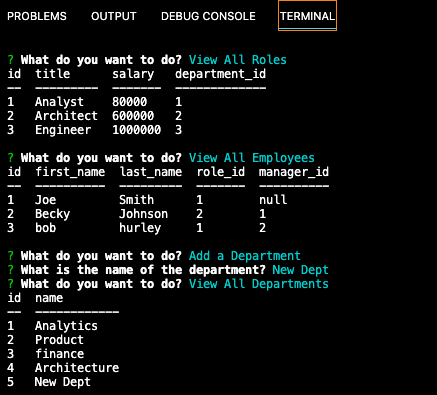 PROBLEMS OUTPUT DEBUG CONSOLE TERMINAL
? What do you want to do? View All Roles
id title salary department_id
-- --------- ------- -------------
1 Analyst 80000 1
2 Architect 600000 2
3 Engineer 1000000 3
? What do you want to do? View All Employees
id first_name last_name role_id manager_id
-- ---------- --------- ------- ----------
1 Joe Smith 1 null
2 Becky Johnson 2 1
3 bob hurley 1 2
? What do you want to do? Add a Department
? What is the name of the department? New Dept
? What do you want to do? View All Departments
id name
-- ------------
1 Analytics
2 Product
3 finance
4 Architecture
5 New Dept